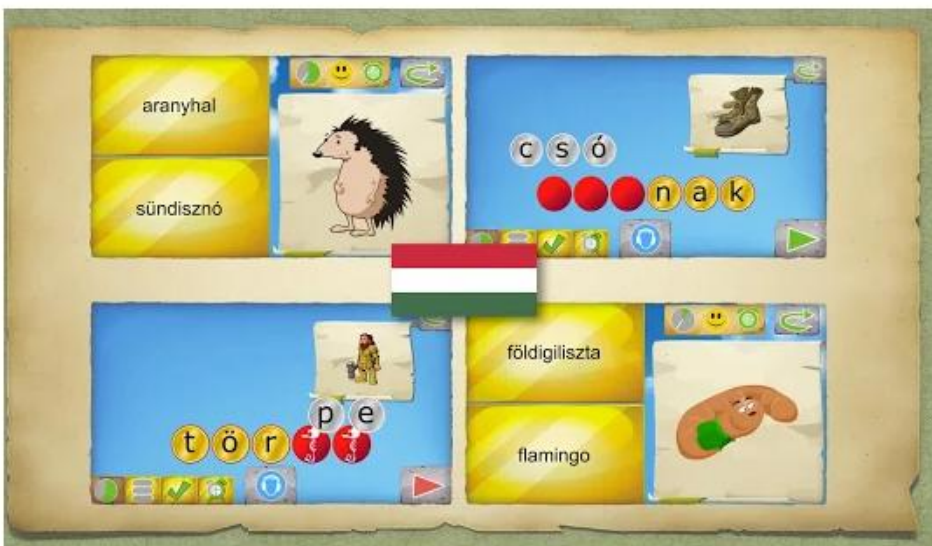 aranyhal
sündisznó
c s ó
n a k
p e
t ö r
földigiliszta
flamingo